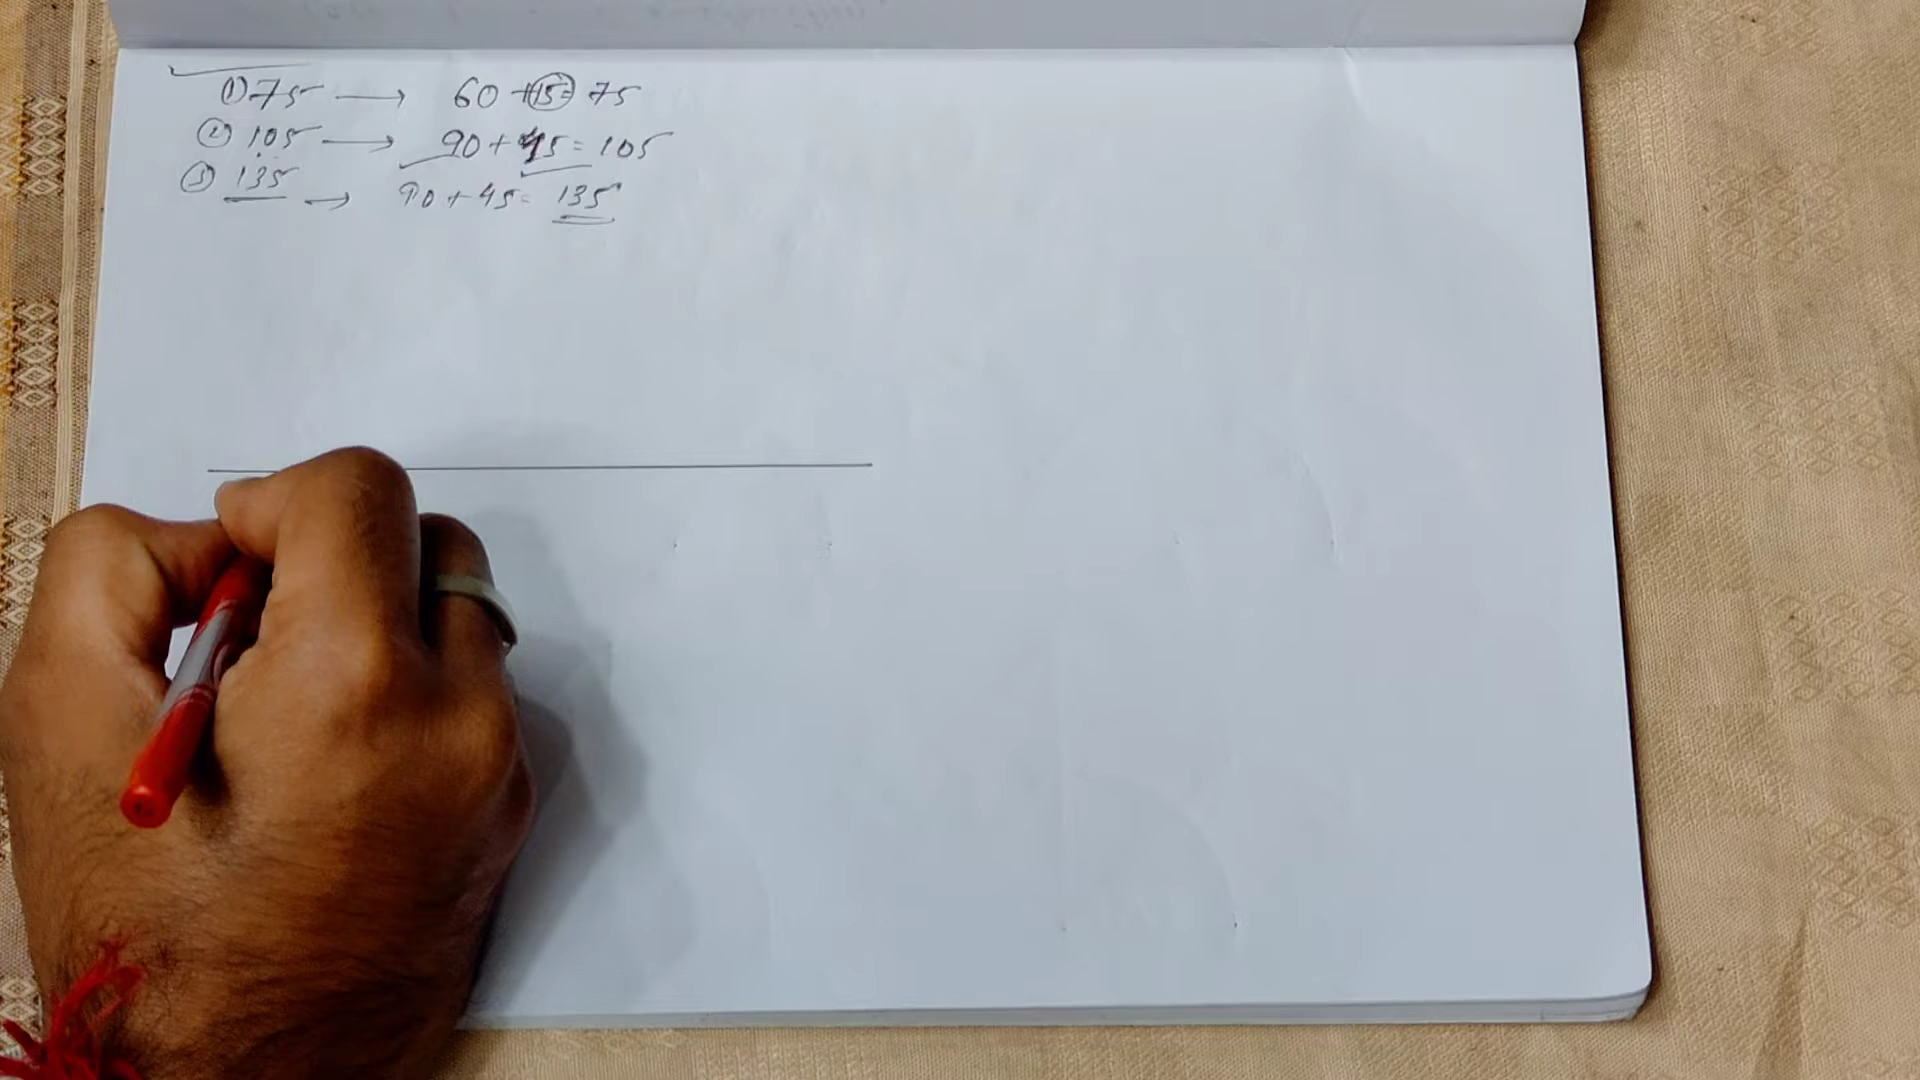 ① 75 → 60 + 15 = 75
② 105 → 90 + 15 = 105
③ 135 → 90 + 45 = 135